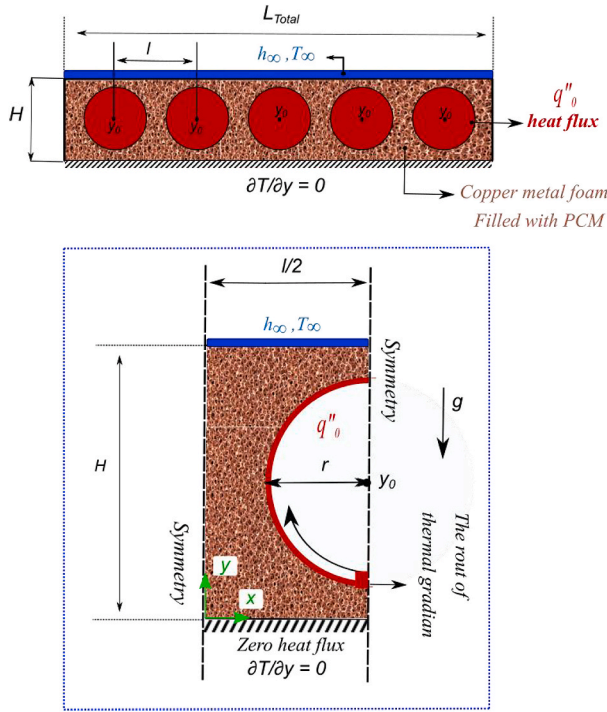 L_Total
l
h∞ , T∞
H
y₀
y₀
y₀
y₀
y₀
q"₀
heat flux
∂T/∂y = 0
Copper metal foam
Filled with PCM
l/2
h∞ , T∞
Symmetry
g
q"₀
H
r
y₀
The rout of
thermal gradian
Symmetry
y
x
Zero heat flux
∂T/∂y = 0